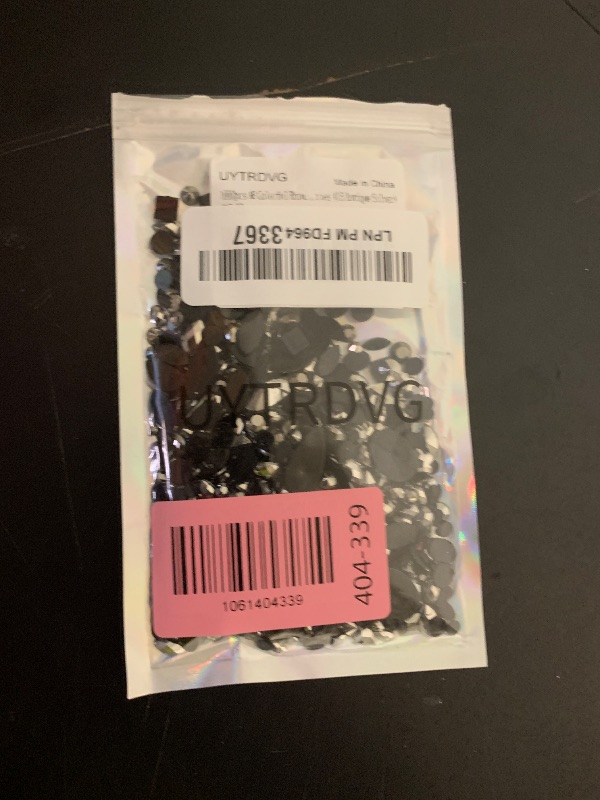 UYTRDVG
Made in China
LPN PM FD9643367
UYTRDVG
404-339
1061404339